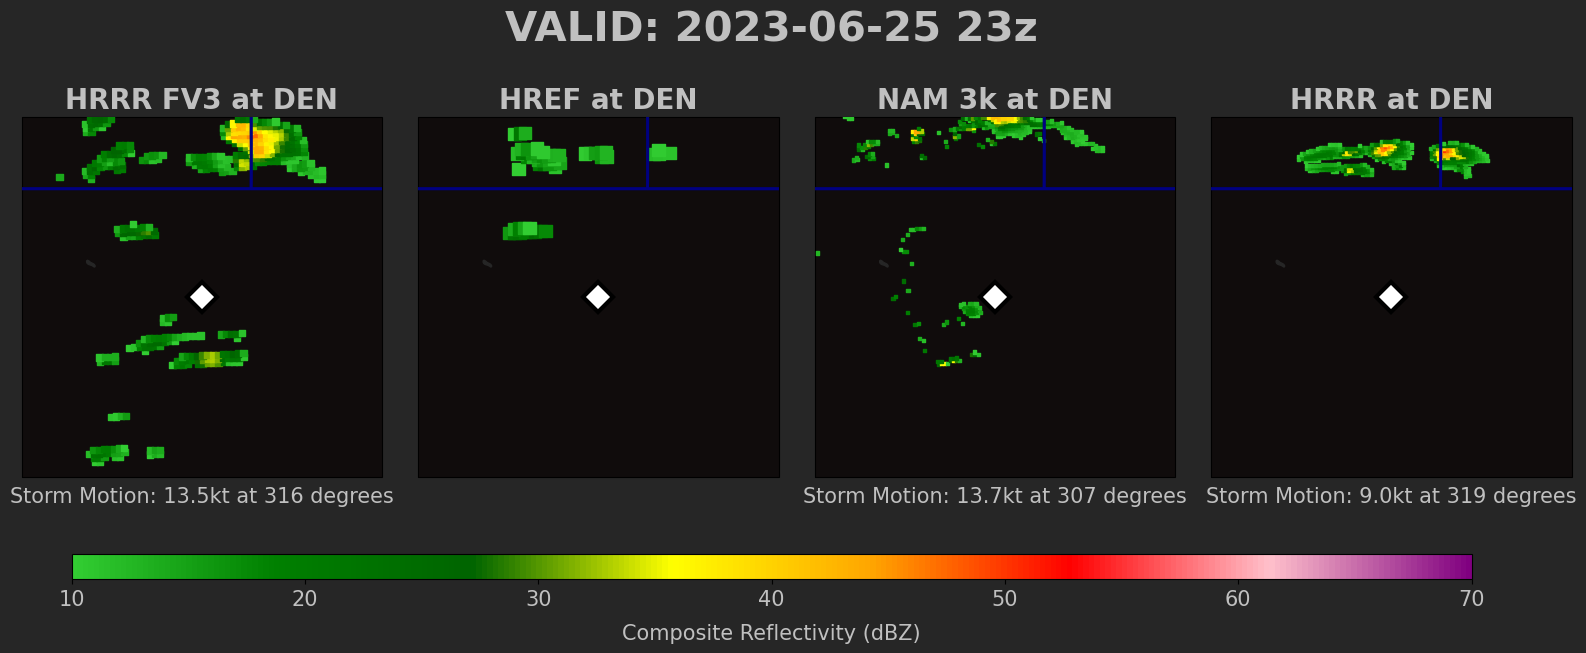 VALID: 2023-06-25 23z
HRRR FV3 at DEN
HREF at DEN
NAM 3k at DEN
HRRR at DEN
Storm Motion: 13.5kt at 316 degrees
Storm Motion: 13.7kt at 307 degrees
Storm Motion: 9.0kt at 319 degrees
10 20 30 40 50 60 70
Composite Reflectivity (dBZ)